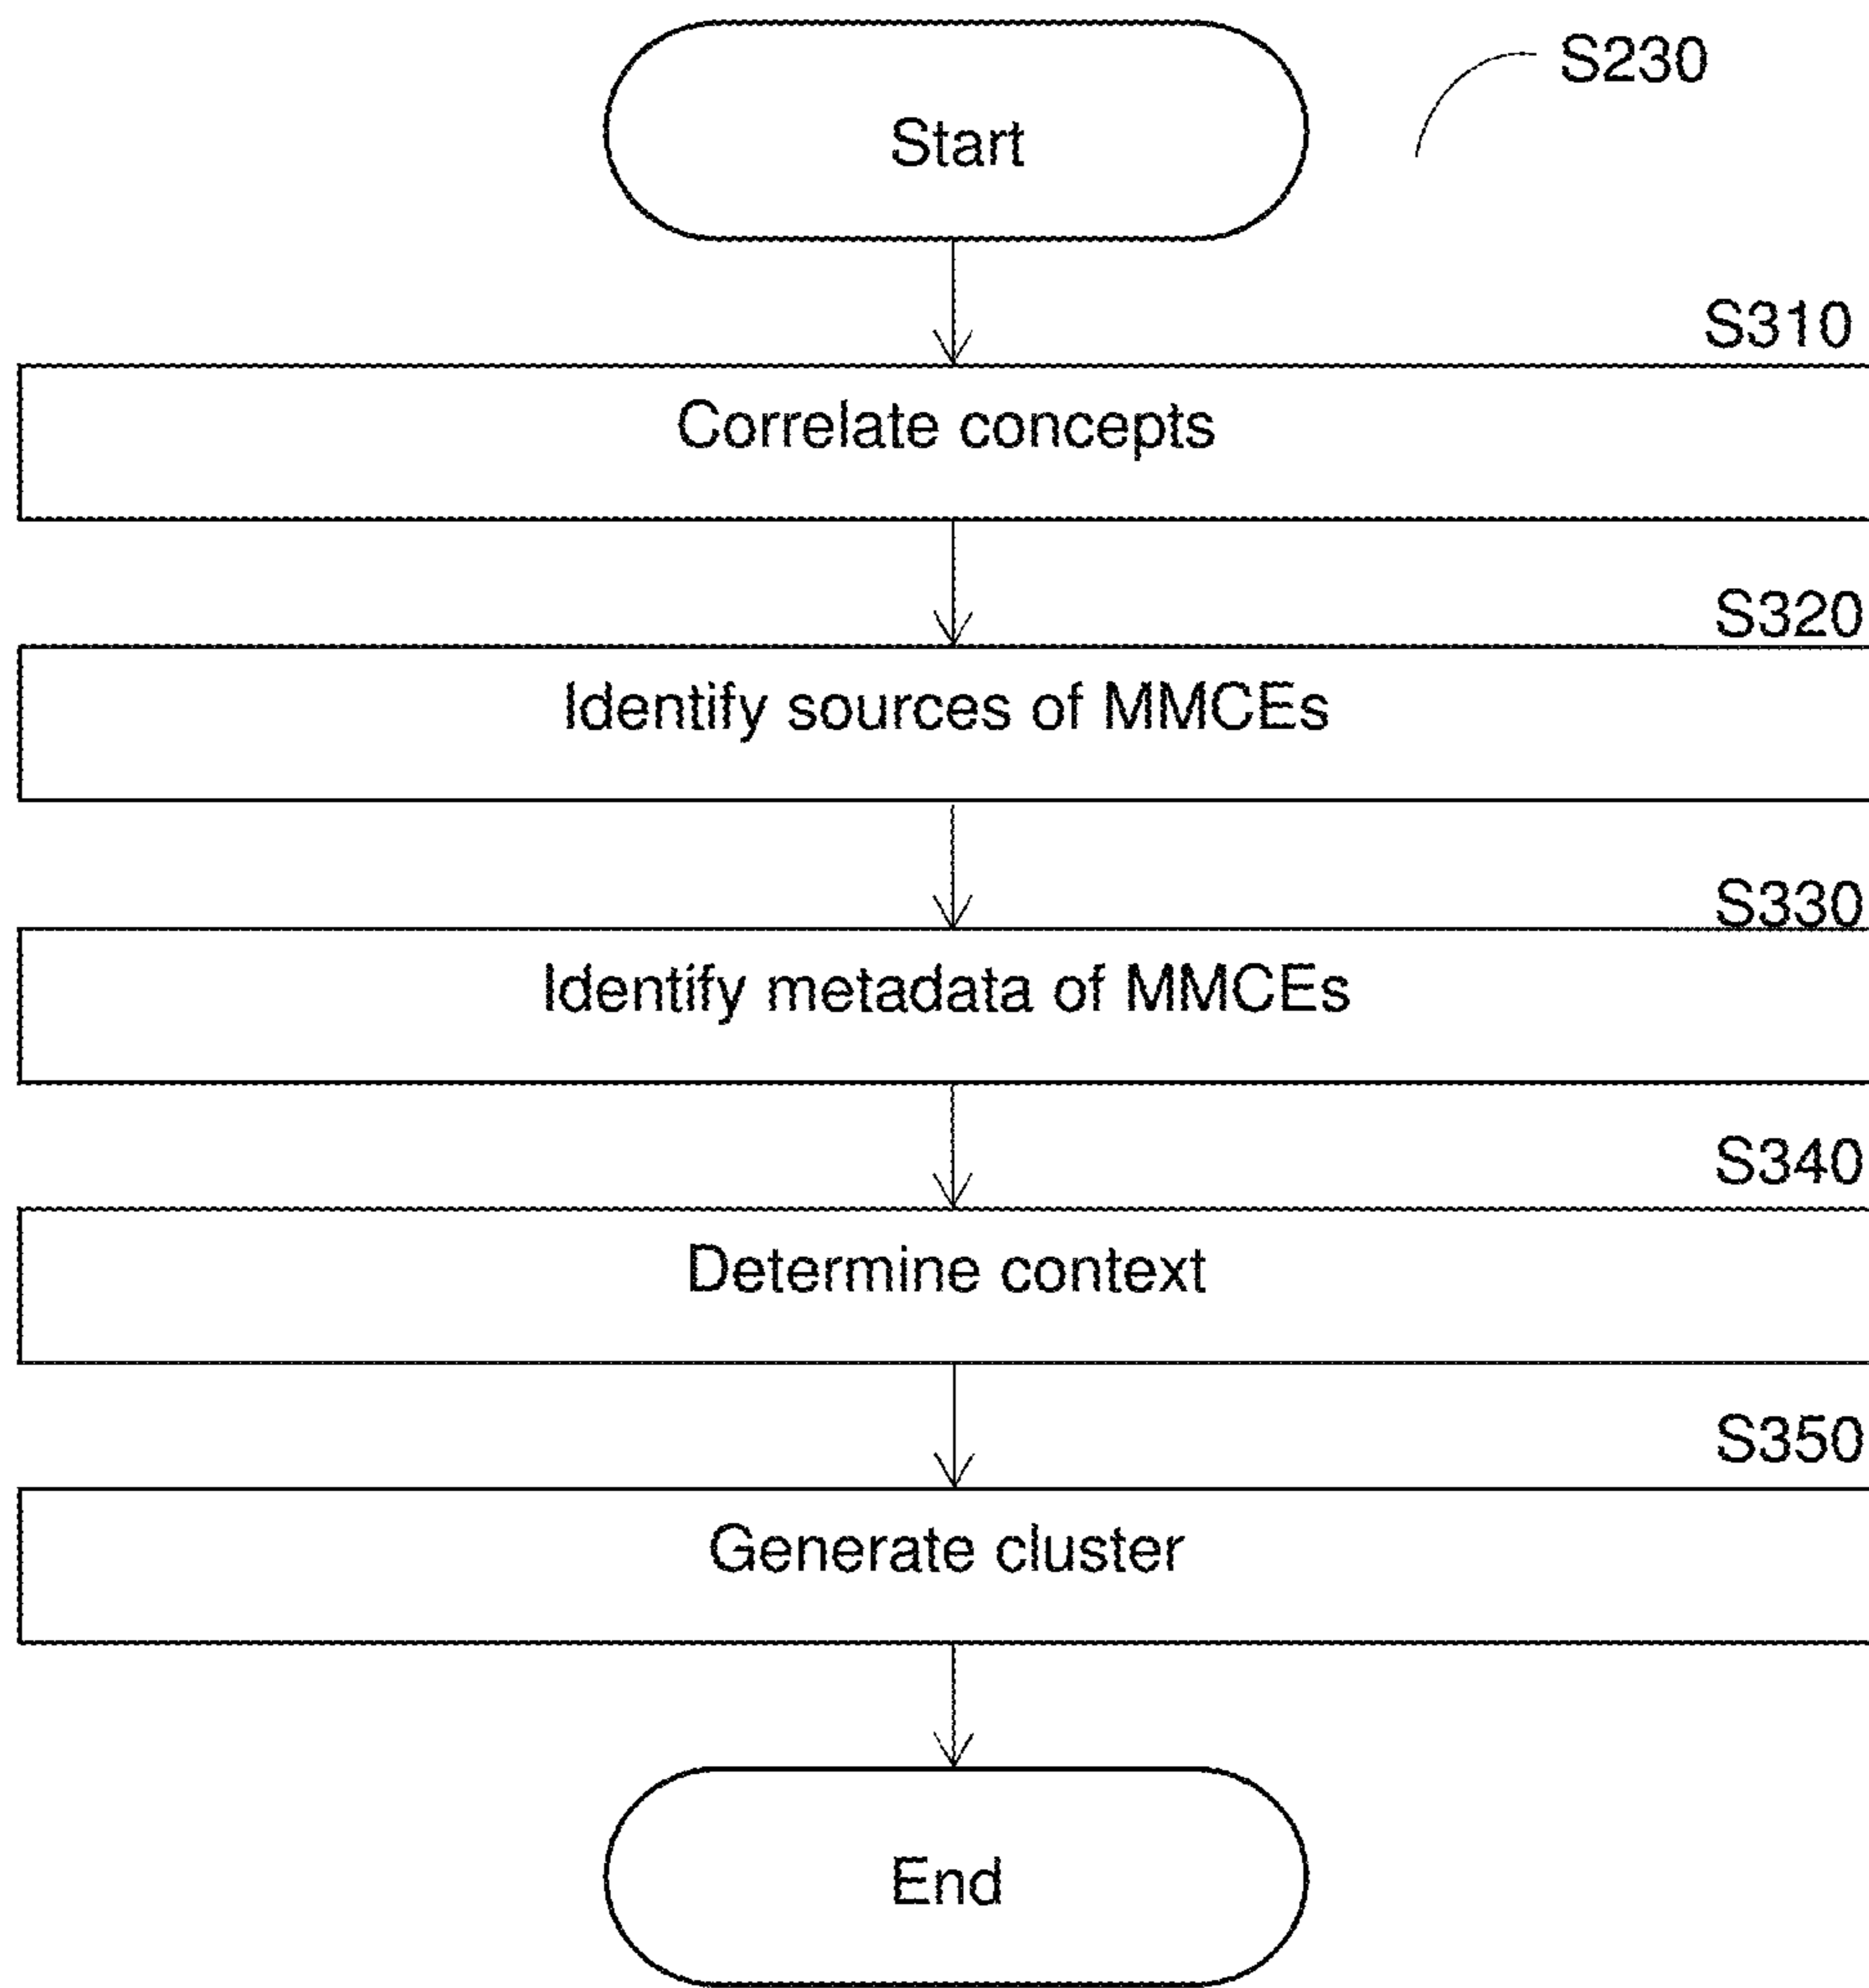 Start
S230
S310
Correlate concepts
S320
Identify sources of MMCEs
S330
Identify metadata of MMCEs
S340
Determine context
S350
Generate cluster
End